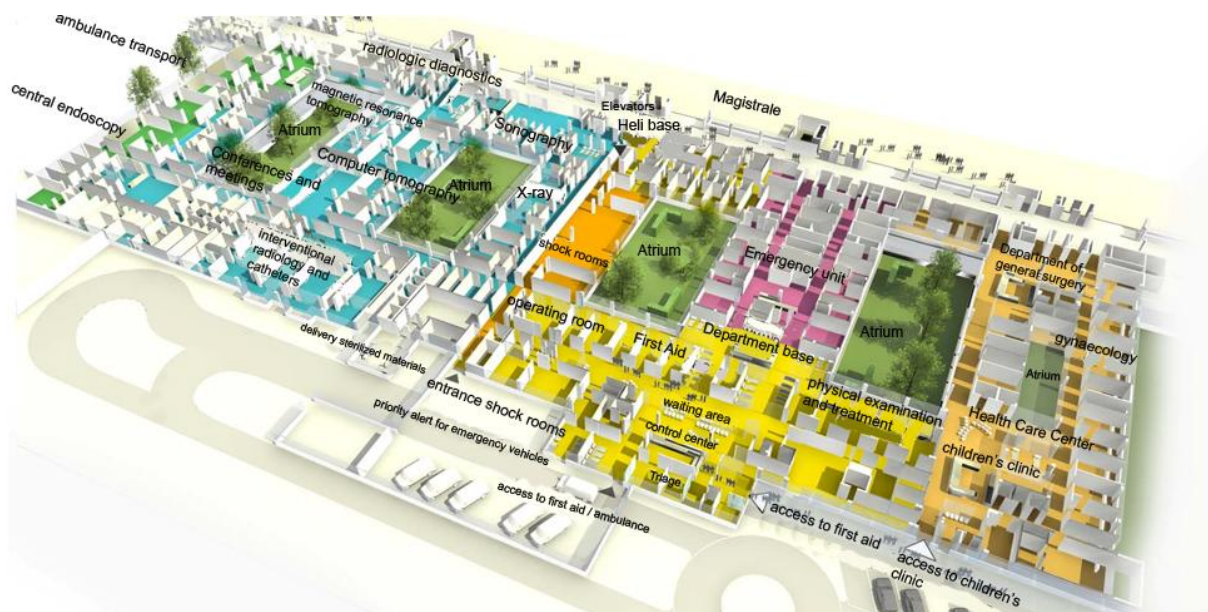 ambulance transport
radiologic diagnostics
central endoscopy
magnetic resonance
tomography
Elevators
Magistrale
Heli base
Sonography
Atrium
Conferences and
meetings
Computer tomography
Atrium
X-ray
interventional
radiology and
catheters
shock rooms
Atrium
Emergency unit
Department of
general surgery
operating room
First Aid
Department base
Atrium
gynaecology
delivery sterilized materials
Atrium
entrance shock rooms
waiting area
physical examination
and treatment
Health Care Center
priority alert for emergency vehicles
control center
children's clinic
Triage
access to first aid / ambulance
access to first aid
access to children's
clinic